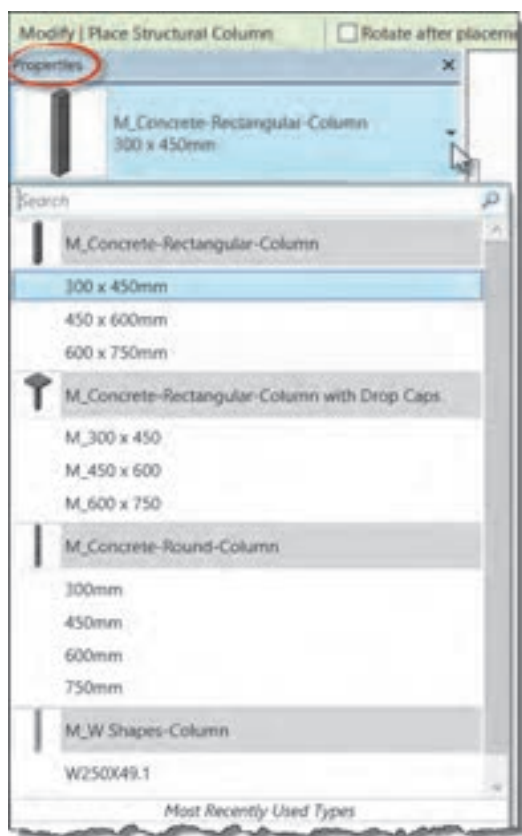 Modify | Place Structural Column
Rotate after placeme
Properties
M_Concrete-Rectangular-Column
300 x 450mm
Search
M_Concrete-Rectangular-Column
300 x 450mm
450 x 600mm
600 x 750mm
M_Concrete-Rectangular-Column with Drop Caps
M_300 x 450
M_450 x 600
M_600 x 750
M_Concrete-Round-Column
300mm
450mm
600mm
750mm
M_W Shapes-Column
W250X49.1
Most Recently Used Types